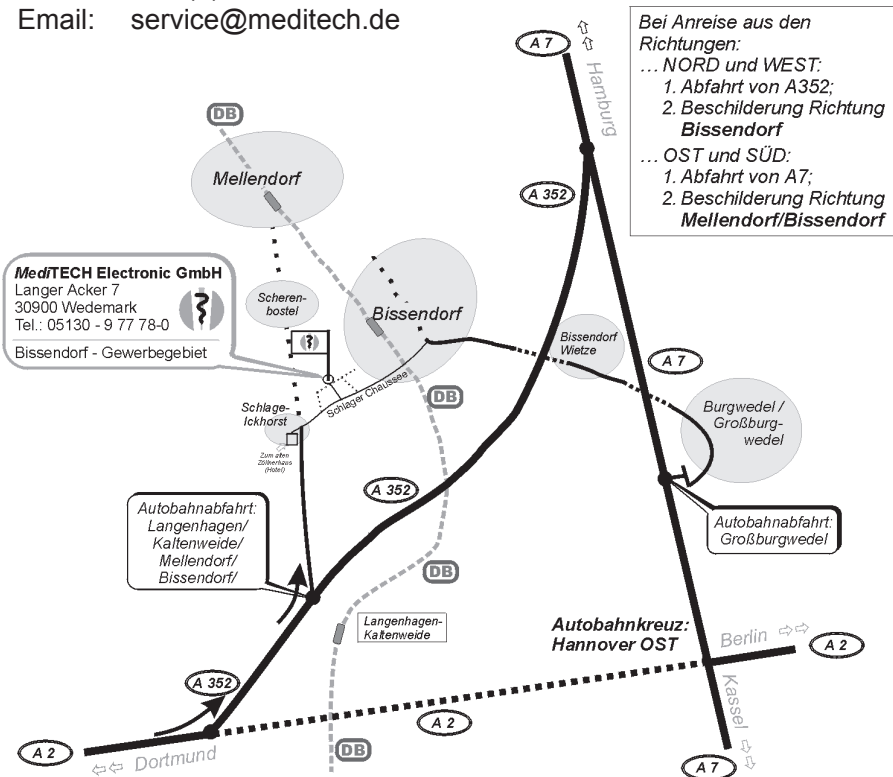 Email: service@meditech.de
A 7
Hamburg
Bei Anreise aus den
Richtungen:
... NORD und WEST:
1. Abfahrt von A352;
2. Beschilderung Richtung
Bissendorf
... OST und SÜD:
1. Abfahrt von A7;
2. Beschilderung Richtung
Mellendorf/Bissendorf
DB
Mellendorf
A 352
MediTECH Electronic GmbH
Langer Acker 7
30900 Wedemark
Tel.: 05130 - 9 77 78-0
Bissendorf - Gewerbegebiet
Scheren-
bostel
Bissendorf
Bissendorf
Wietze
A 7
Schlager Chaussee
DB
Burgwedel /
Großburg-
wedel
Schlage-
Ickhorst
Zum alten
Zöllnerhaus
(Hotel)
A 352
Autobahnabfahrt:
Langenhagen/
Kaltenweide/
Mellendorf/
Bissendorf/
Autobahnabfahrt:
Großburgwedel
DB
Langenhagen-
Kaltenweide
Autobahnkreuz:
Hannover OST
Berlin
A 2
A 352
Kassel
A 2
A 2
Dortmund
DB
A 7